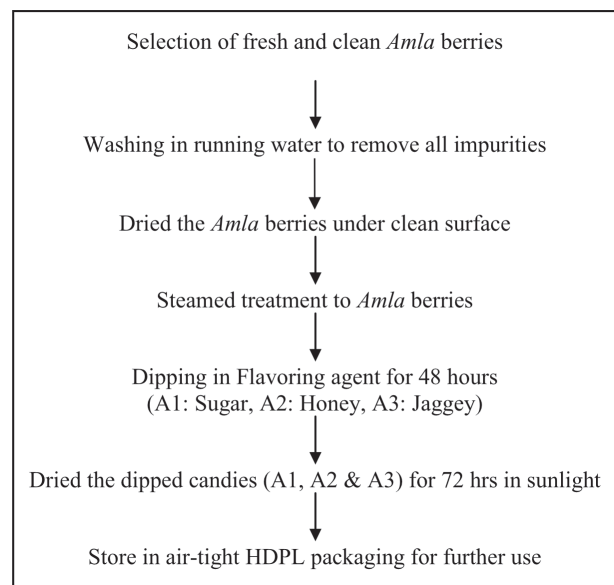 Selection of fresh and clean Amla berries
Washing in running water to remove all impurities
Dried the Amla berries under clean surface
Steamed treatment to Amla berries
Dipping in Flavoring agent for 48 hours
(A1: Sugar, A2: Honey, A3: Jaggey)
Dried the dipped candies (A1, A2 & A3) for 72 hrs in sunlight
Store in air-tight HDPL packaging for further use